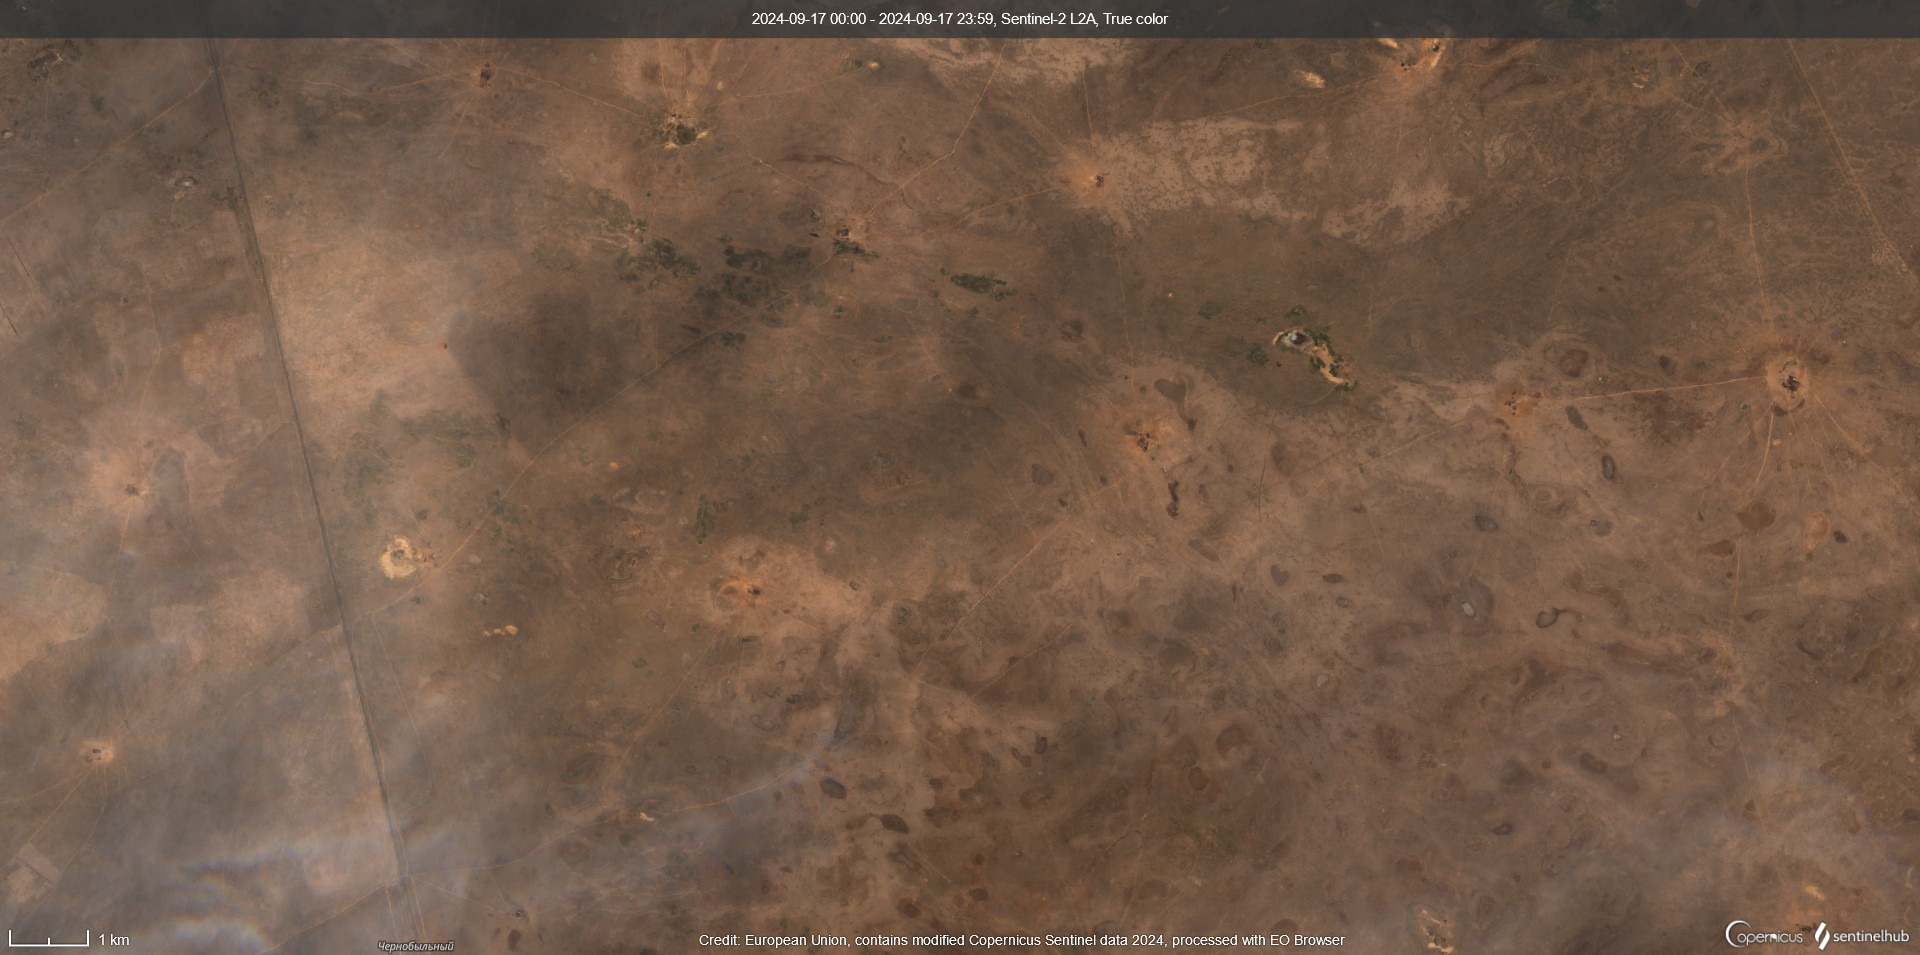 2024-09-17 00:00 - 2024-09-17 23:59, Sentinel-2 L2A, True color
1 km
Чернобыльный
Credit: European Union, contains modified Copernicus Sentinel data 2024, processed with EO Browser
Copernicus
sentinelhub